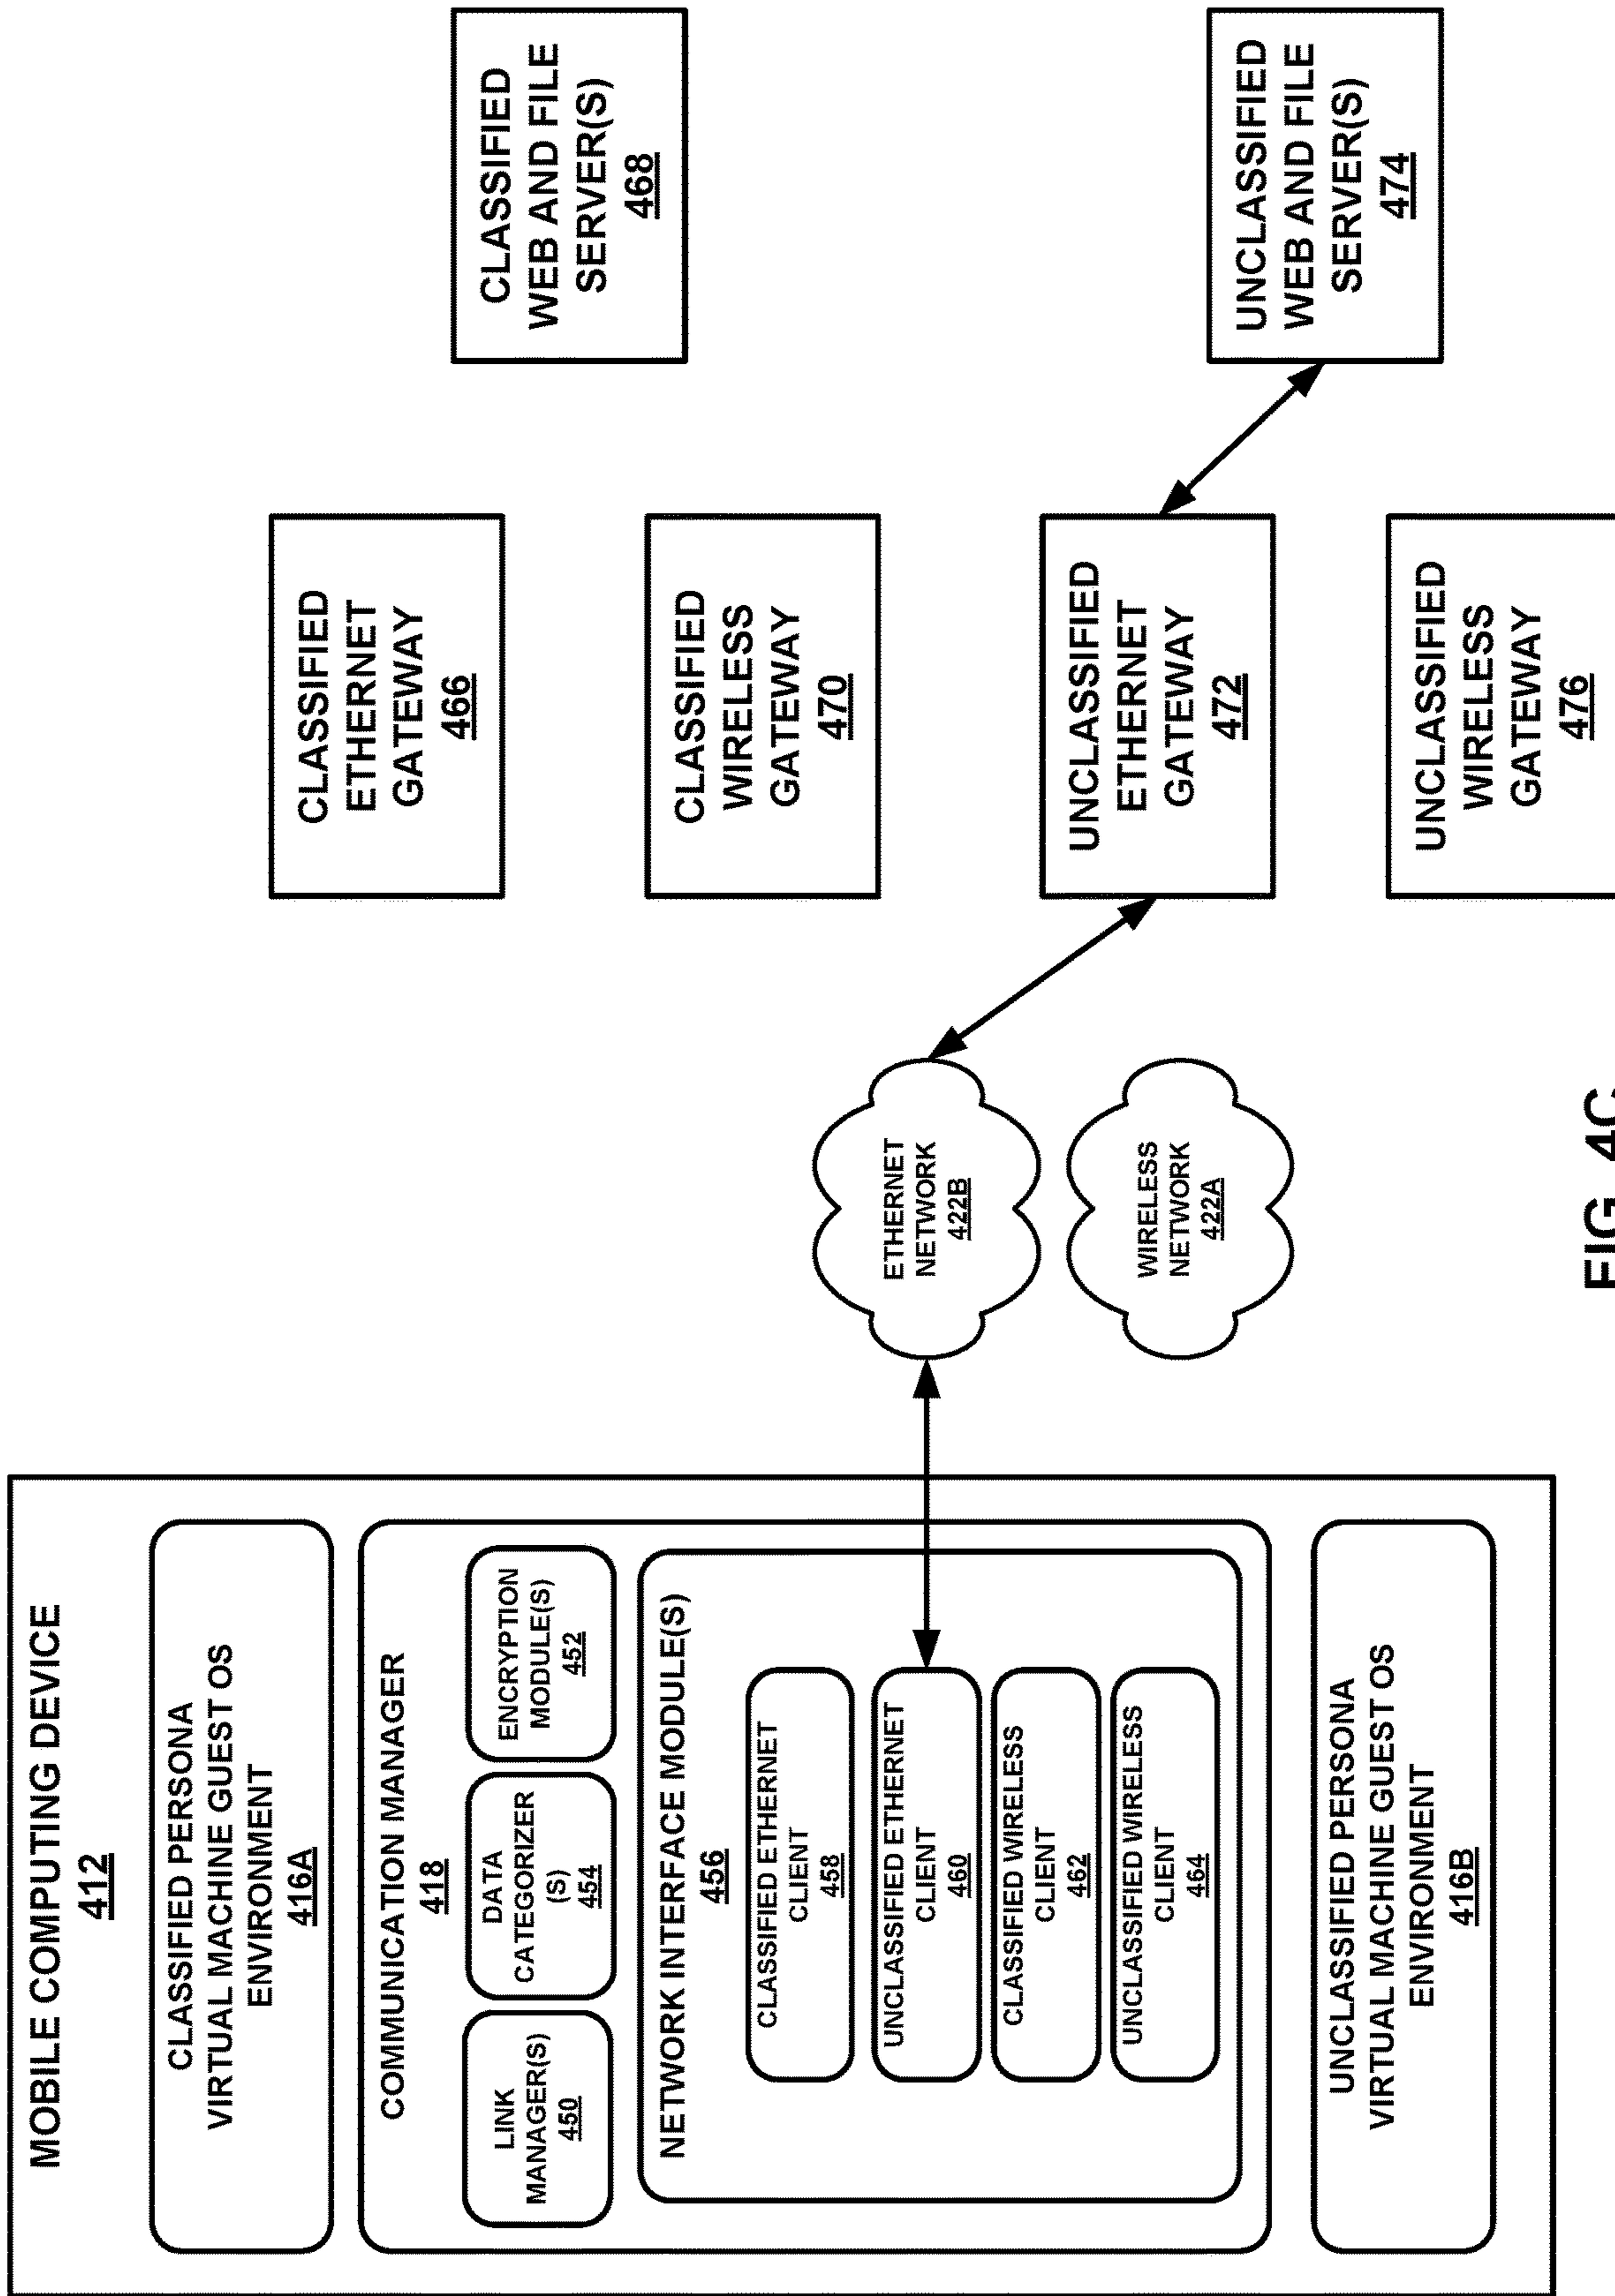 MOBILE COMPUTING DEVICE
412
CLASSIFIED PERSONA
VIRTUAL MACHINE GUEST OS
ENVIRONMENT
416A
COMMUNICATION MANAGER
418
LINK
MANAGER(S)
450
DATA
CATEGORIZER
(S)
454
ENCRYPTION
MODULE(S)
452
NETWORK INTERFACE MODULE(S)
456
CLASSIFIED ETHERNET
CLIENT
458
UNCLASSIFIED ETHERNET
CLIENT
460
CLASSIFIED WIRELESS
CLIENT
462
UNCLASSIFIED WIRELESS
CLIENT
464
UNCLASSIFIED PERSONA
VIRTUAL MACHINE GUEST OS
ENVIRONMENT
416B
ETHERNET
NETWORK
422B
WIRELESS
NETWORK
422A
CLASSIFIED
ETHERNET
GATEWAY
466
CLASSIFIED
WIRELESS
GATEWAY
470
UNCLASSIFIED
ETHERNET
GATEWAY
472
UNCLASSIFIED
WIRELESS
GATEWAY
476
CLASSIFIED
WEB AND FILE
SERVER(S)
468
UNCLASSIFIED
WEB AND FILE
SERVER(S)
474
FIG. 4C